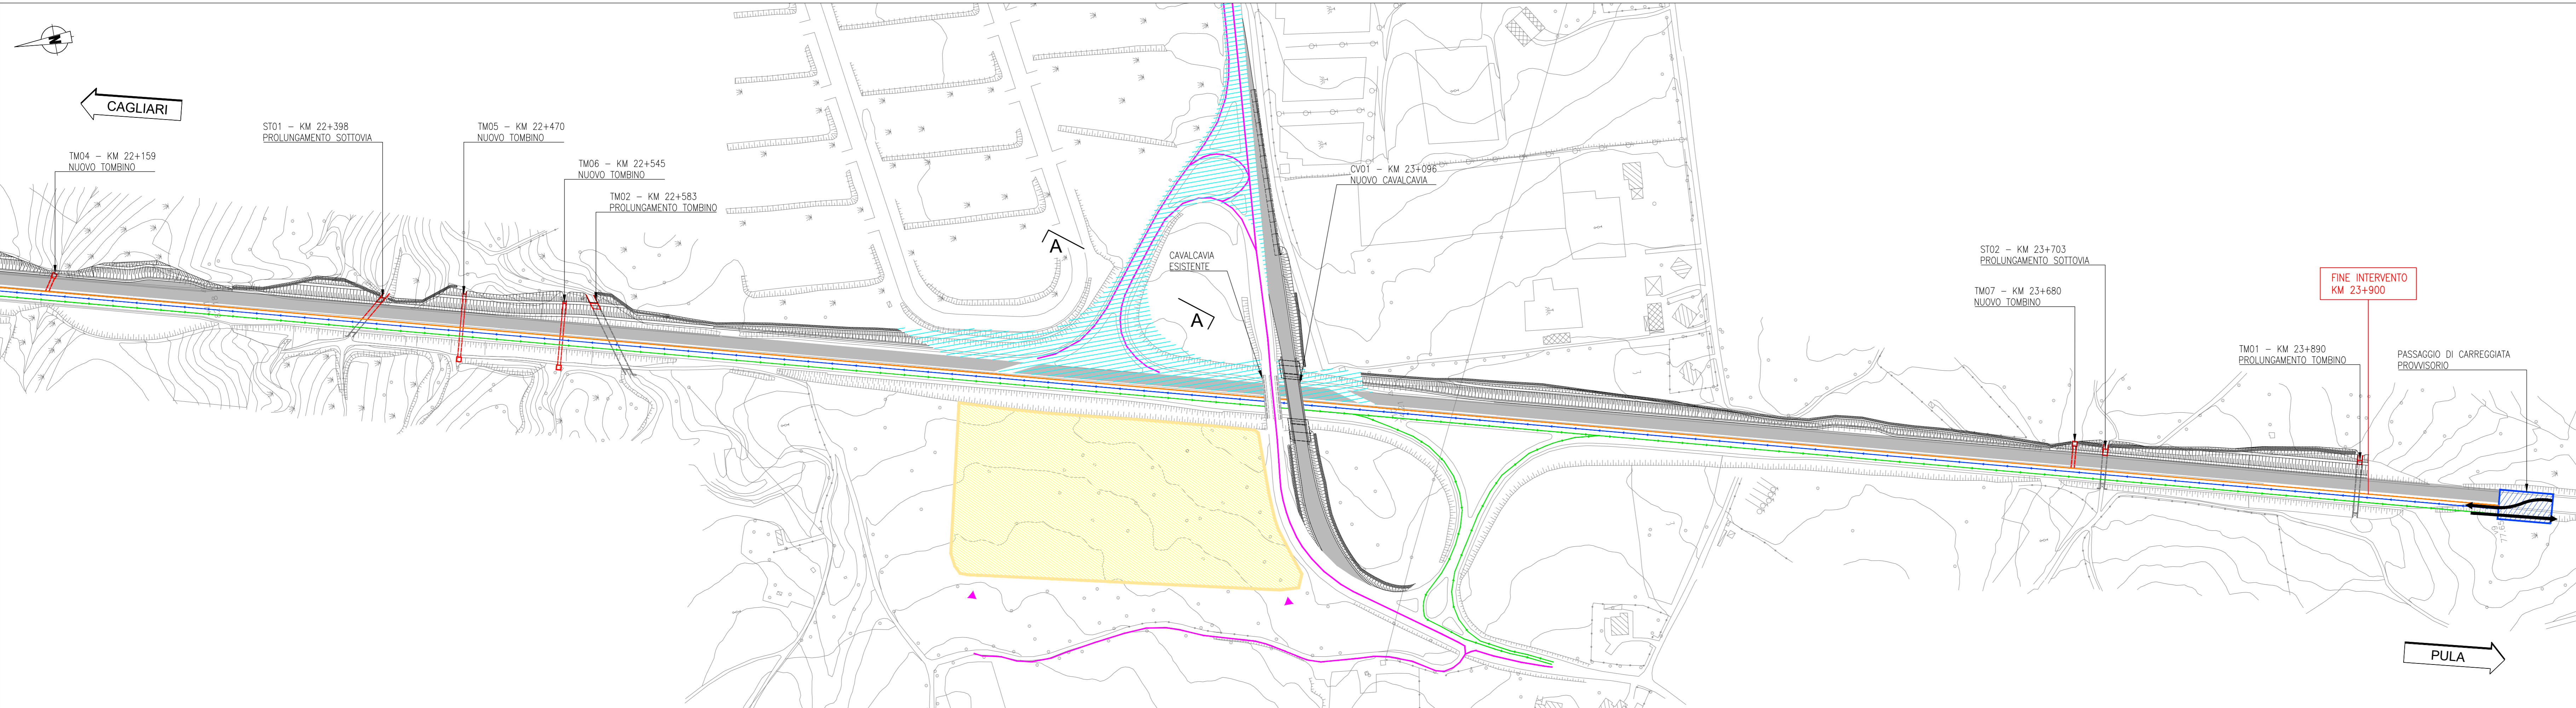 N
CAGLIARI
TM04 - KM 22+159
NUOVO TOMBINO
ST01 - KM 22+398
PROLUNGAMENTO SOTTOVIA
TM05 - KM 22+470
NUOVO TOMBINO
TM06 - KM 22+545
NUOVO TOMBINO
TM02 - KM 22+583
PROLUNGAMENTO TOMBINO
A
A
CAVALCAVIA
ESISTENTE
CV01 - KM 23+096
NUOVO CAVALCAVIA
ST02 - KM 23+703
PROLUNGAMENTO SOTTOVIA
TM07 - KM 23+680
NUOVO TOMBINO
FINE INTERVENTO
KM 23+900
TM01 - KM 23+890
PROLUNGAMENTO TOMBINO
PASSAGGIO DI CARREGGIATA
PROVVISORIO
PULA